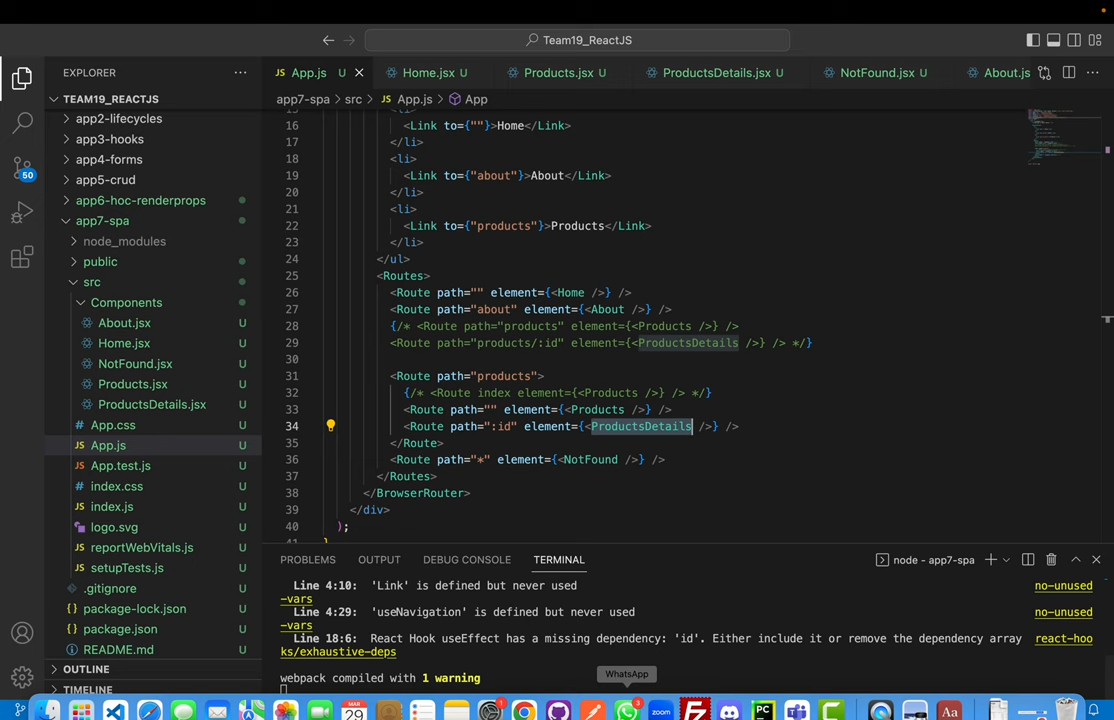 Team19_ReactJS
EXPLORER
App.js U
Home.jsx U
Products.jsx U
ProductsDetails.jsx U
NotFound.jsx U
About.js
TEAM19_REACTJS
app7-spa > src > App.js > App
app2-lifecycles
app3-hooks
app4-forms
app5-crud
app6-hoc-renderprops
app7-spa
node_modules
public
src
Components
About.jsx U
Home.jsx U
NotFound.jsx U
Products.jsx U
ProductsDetails.jsx U
App.css U
App.js U
App.test.js U
index.css U
index.js U
logo.svg U
reportWebVitals.js U
setupTests.js U
.gitignore U
package-lock.json U
package.json U
README.md U
OUTLINE
TIMELINE
50
16 <Link to={""}>Home</Link>
17 </li>
18 <li>
19 <Link to={"about"}>About</Link>
20 </li>
21 <li>
22 <Link to={"products"}>Products</Link>
23 </li>
24 </ul>
25 <Routes>
26 <Route path="" element={<Home />} />
27 <Route path="about" element={<About />} />
28 {/* <Route path="products" element={<Products />} />
29 <Route path="products/:id" element={<ProductsDetails />} /> */}
30
31 <Route path="products">
32 {/* <Route index element={<Products />} /> */}
33 <Route path="" element={<Products />} />
34 <Route path=":id" element={<ProductsDetails />} />
35 </Route>
36 <Route path="*" element={<NotFound />} />
37 </Routes>
38 </BrowserRouter>
39 </div>
40 );
PROBLEMS OUTPUT DEBUG CONSOLE TERMINAL
node - app7-spa
Line 4:10: 'Link' is defined but never used no-unused
-vars
Line 4:29: 'useNavigation' is defined but never used no-unused
-vars
Line 18:6: React Hook useEffect has a missing dependency: 'id'. Either include it or remove the dependency array react-hoo
ks/exhaustive-deps
webpack compiled with 1 warning
WhatsApp
MAR
29
1
3
zoom
FZ
PC
Aa